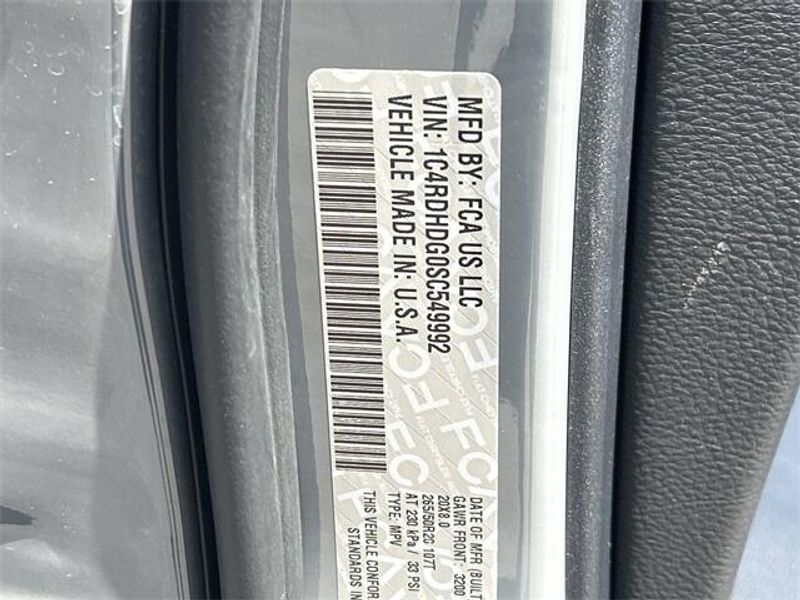 MFD BY: FCA US LLC
VIN: 1C4RDHDG0SC549992
VEHICLE MADE IN: U.S.A.
DATE OF MFR (BUILT
GAWR FRONT: 3200
20X8.0
265/50R20 107T
AT 230 kPa / 33 PSI
TYPE: MPV
THIS VEHICLE CONFOR
STANDARDS IN